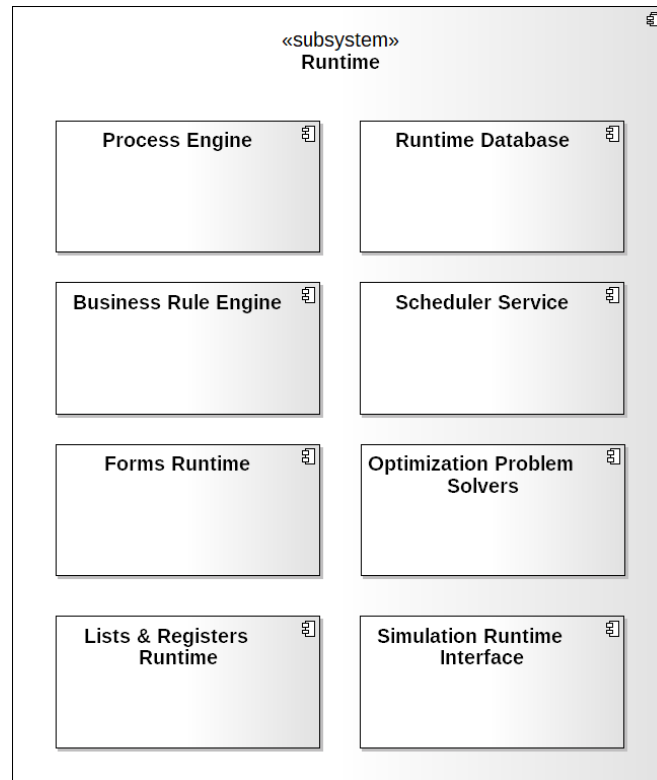 «subsystem»
Runtime
Process Engine
Runtime Database
Business Rule Engine
Scheduler Service
Forms Runtime
Optimization Problem
Solvers
Lists & Registers
Runtime
Simulation Runtime
Interface